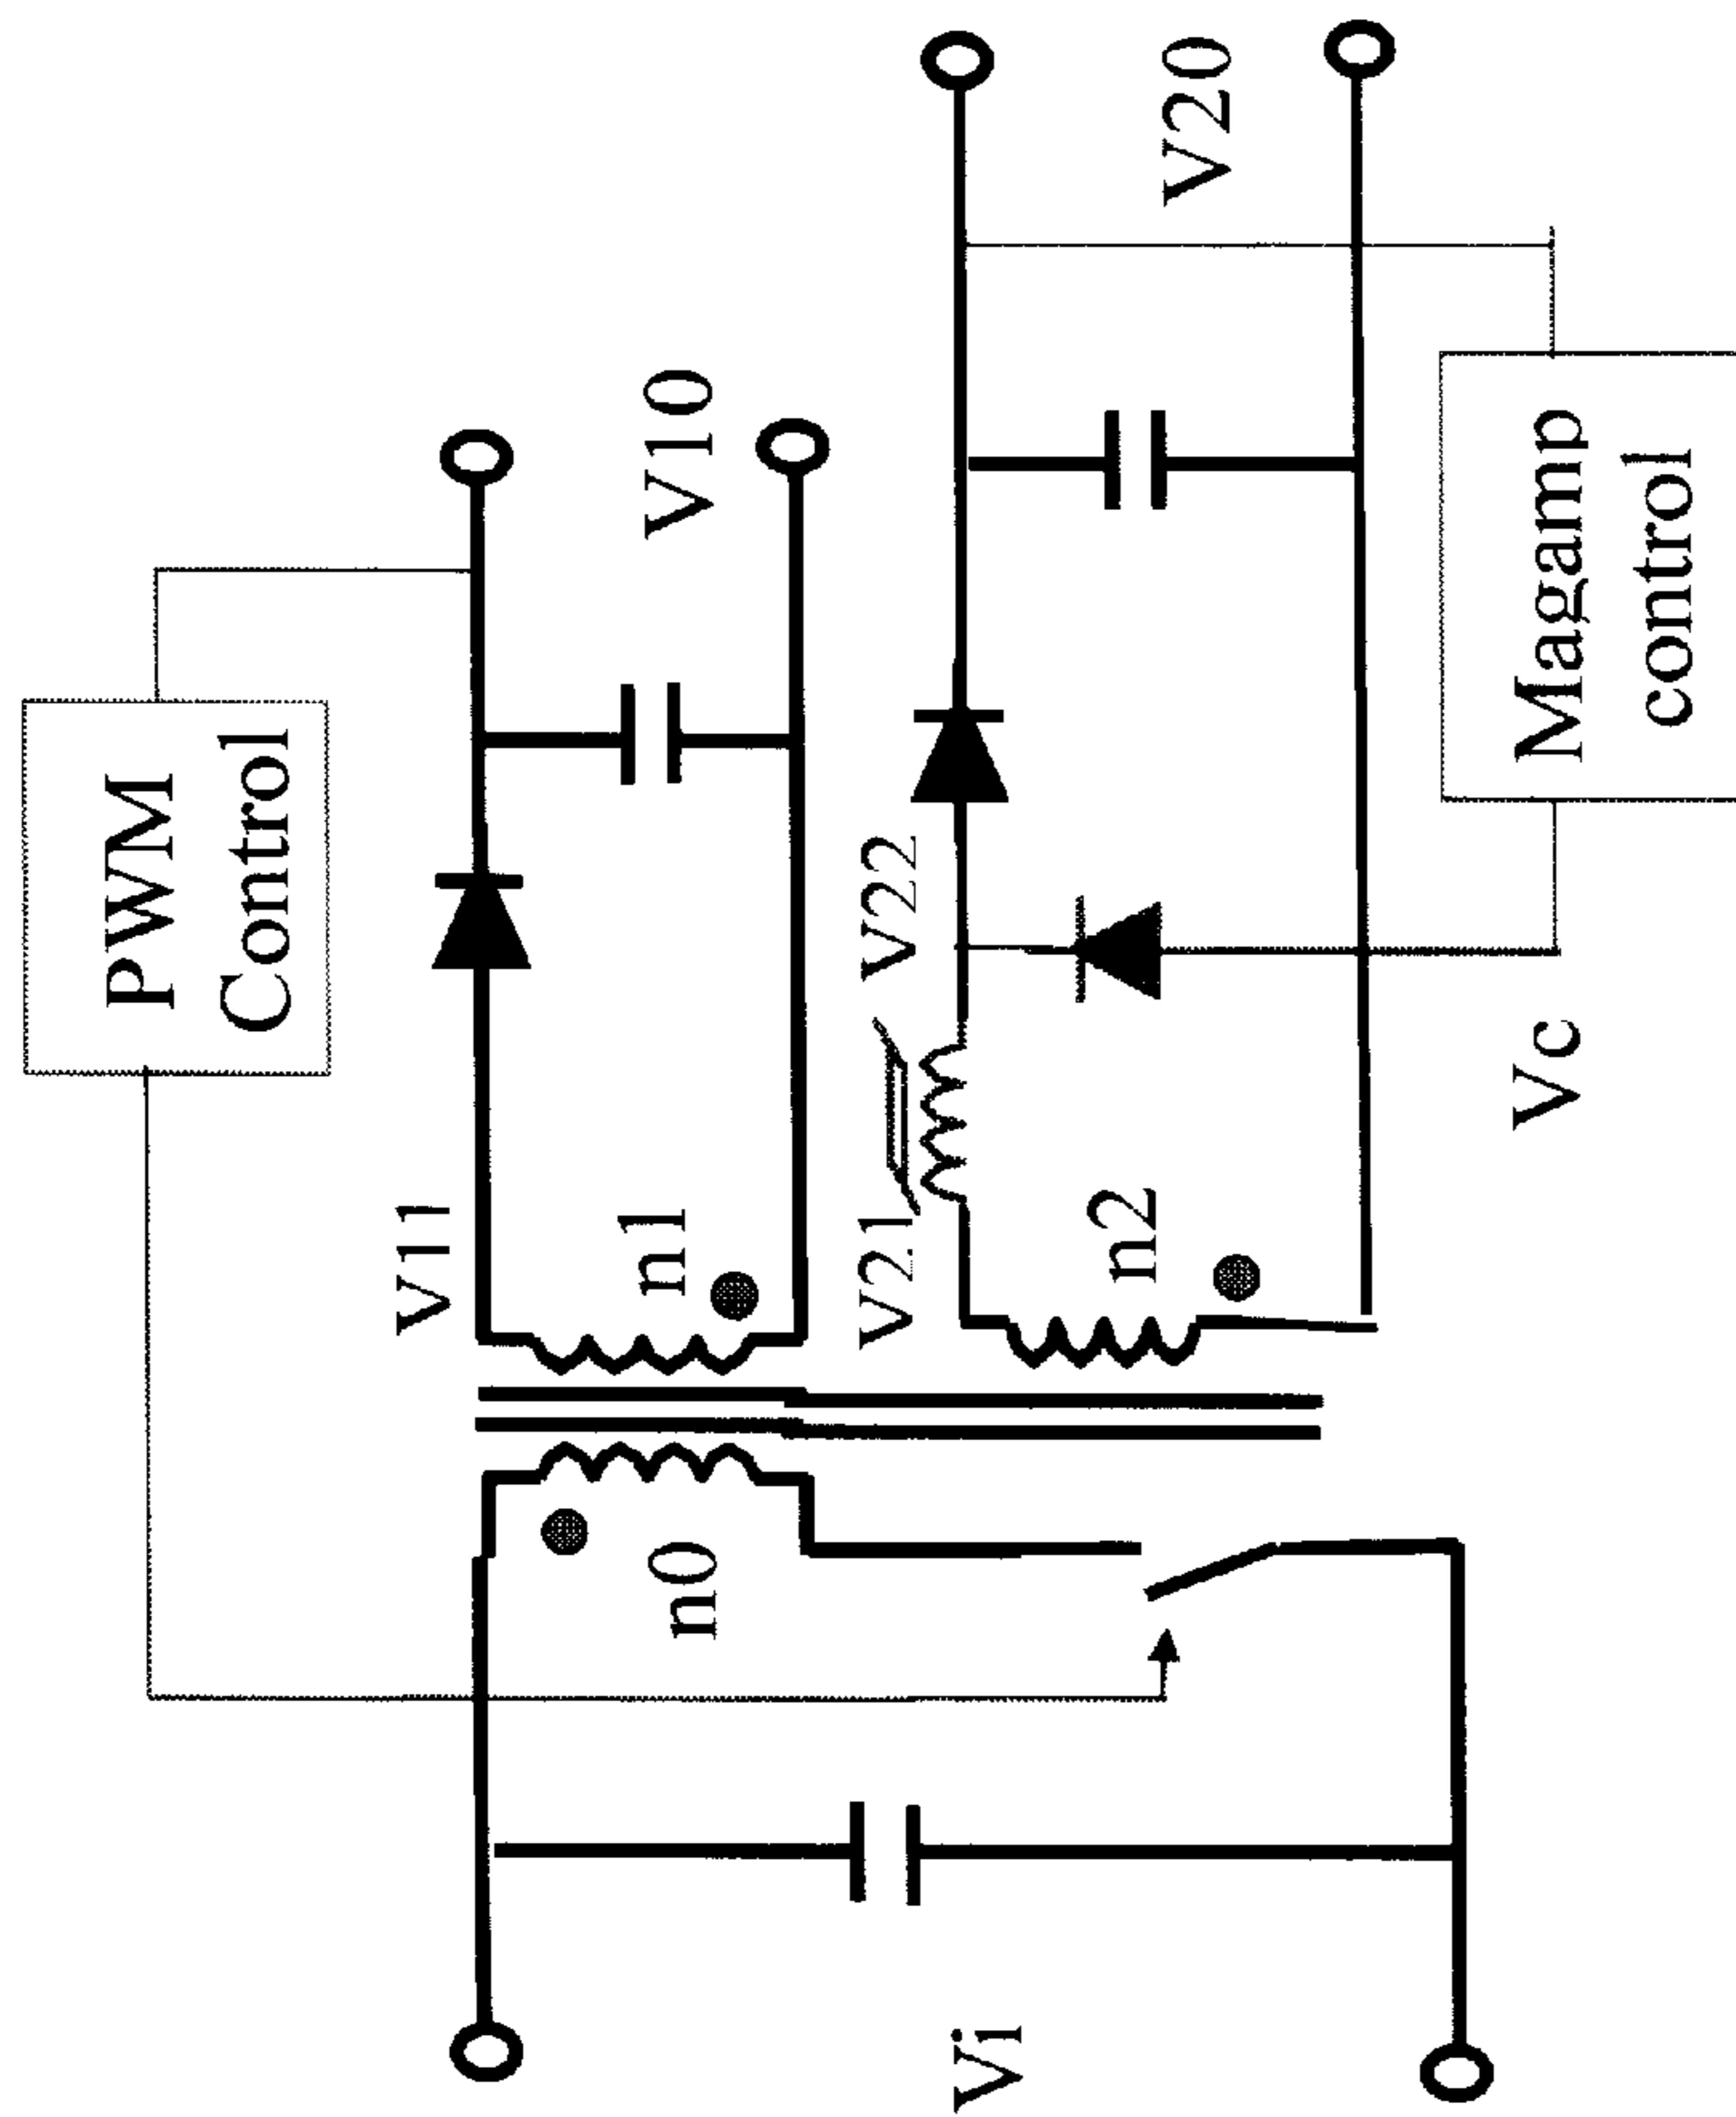 PWM
Control
V11
V10
n1
n0
V21
V22
V20
n2
Vi
Vc
Magamp
control